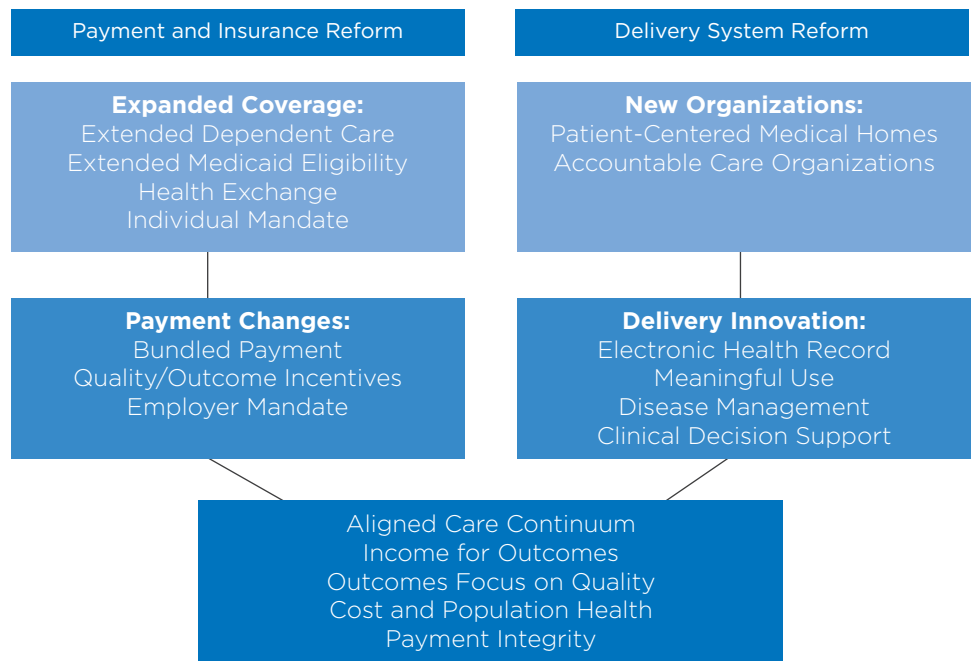 Payment and Insurance Reform
Delivery System Reform
Expanded Coverage:
Extended Dependent Care
Extended Medicaid Eligibility
Health Exchange
Individual Mandate
New Organizations:
Patient-Centered Medical Homes
Accountable Care Organizations
Payment Changes:
Bundled Payment
Quality/Outcome Incentives
Employer Mandate
Delivery Innovation:
Electronic Health Record
Meaningful Use
Disease Management
Clinical Decision Support
Aligned Care Continuum
Income for Outcomes
Outcomes Focus on Quality
Cost and Population Health
Payment Integrity